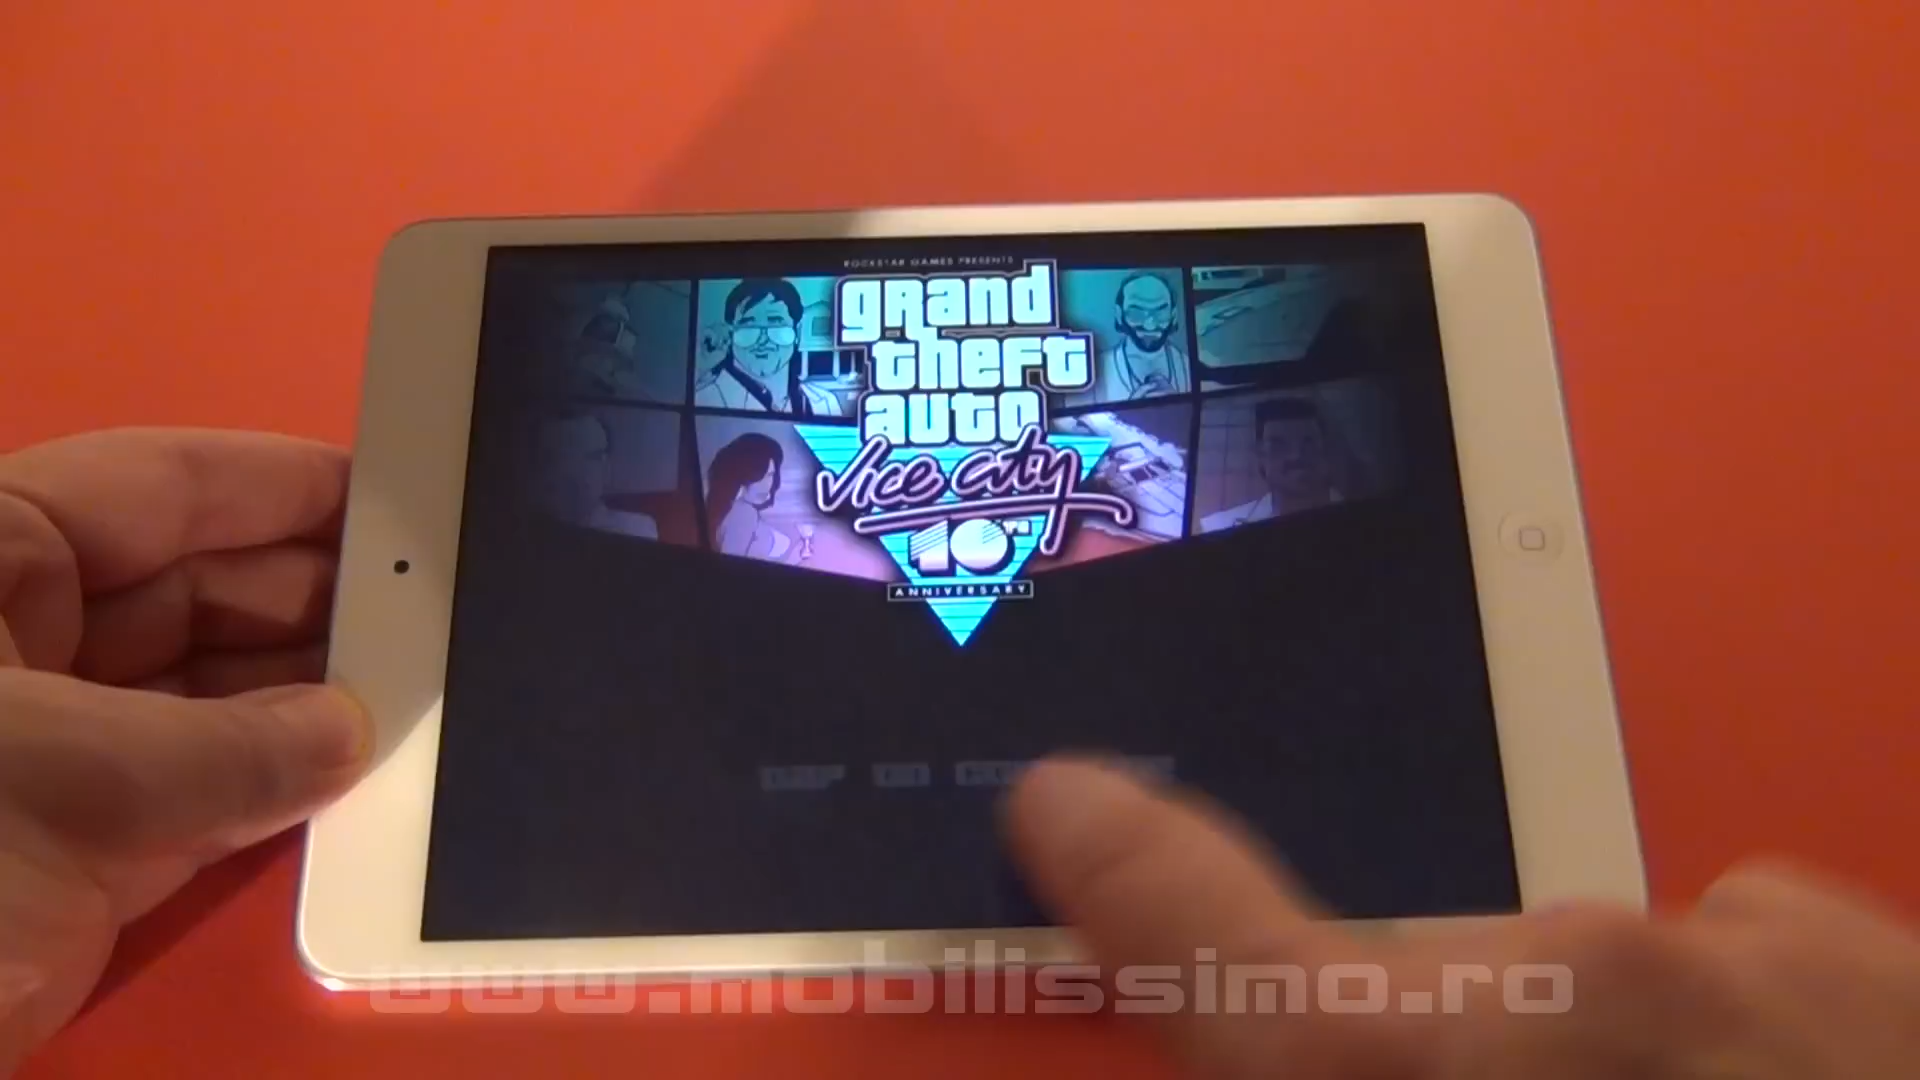 ROCKSTAR GAMES PRESENTS
grand
theft
auto
vice city
10TH
ANNIVERSARY
www.mobilissimo.ro